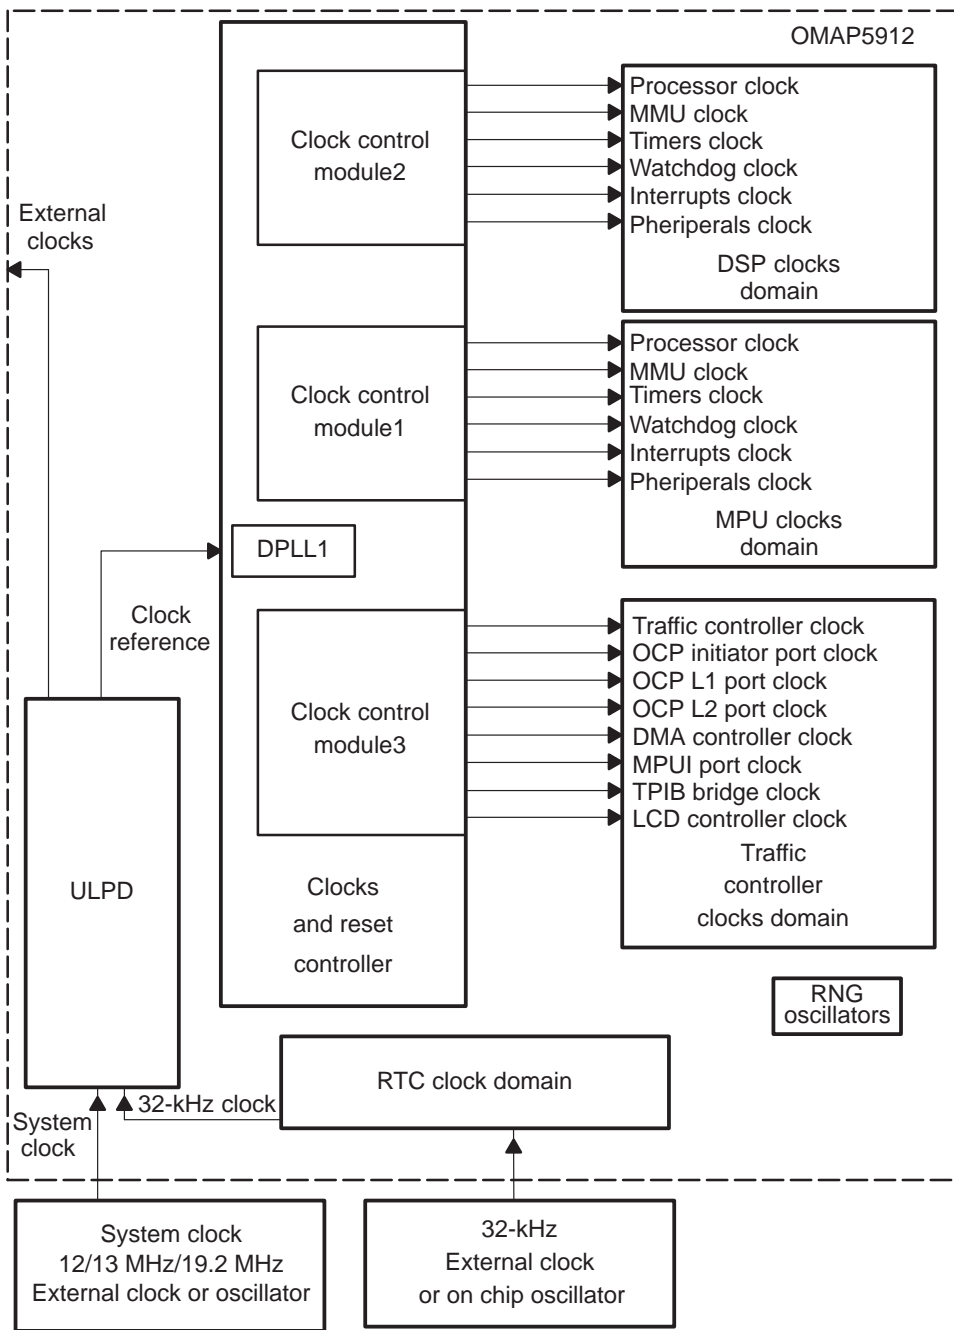 OMAP5912
Clock control
module2
Processor clock
MMU clock
Timers clock
Watchdog clock
Interrupts clock
Pheriperals clock
DSP clocks
domain
External
clocks
Clock control
module1
Processor clock
MMU clock
Timers clock
Watchdog clock
Interrupts clock
Pheriperals clock
MPU clocks
domain
DPLL1
Clock
reference
Clock control
module3
Traffic controller clock
OCP initiator port clock
OCP L1 port clock
OCP L2 port clock
DMA controller clock
MPUI port clock
TPIB bridge clock
LCD controller clock
Traffic
controller
clocks domain
ULPD
Clocks
and reset
controller
RNG
oscillators
RTC clock domain
32-kHz clock
System
clock
System clock
12/13 MHz/19.2 MHz
External clock or oscillator
32-kHz
External clock
or on chip oscillator